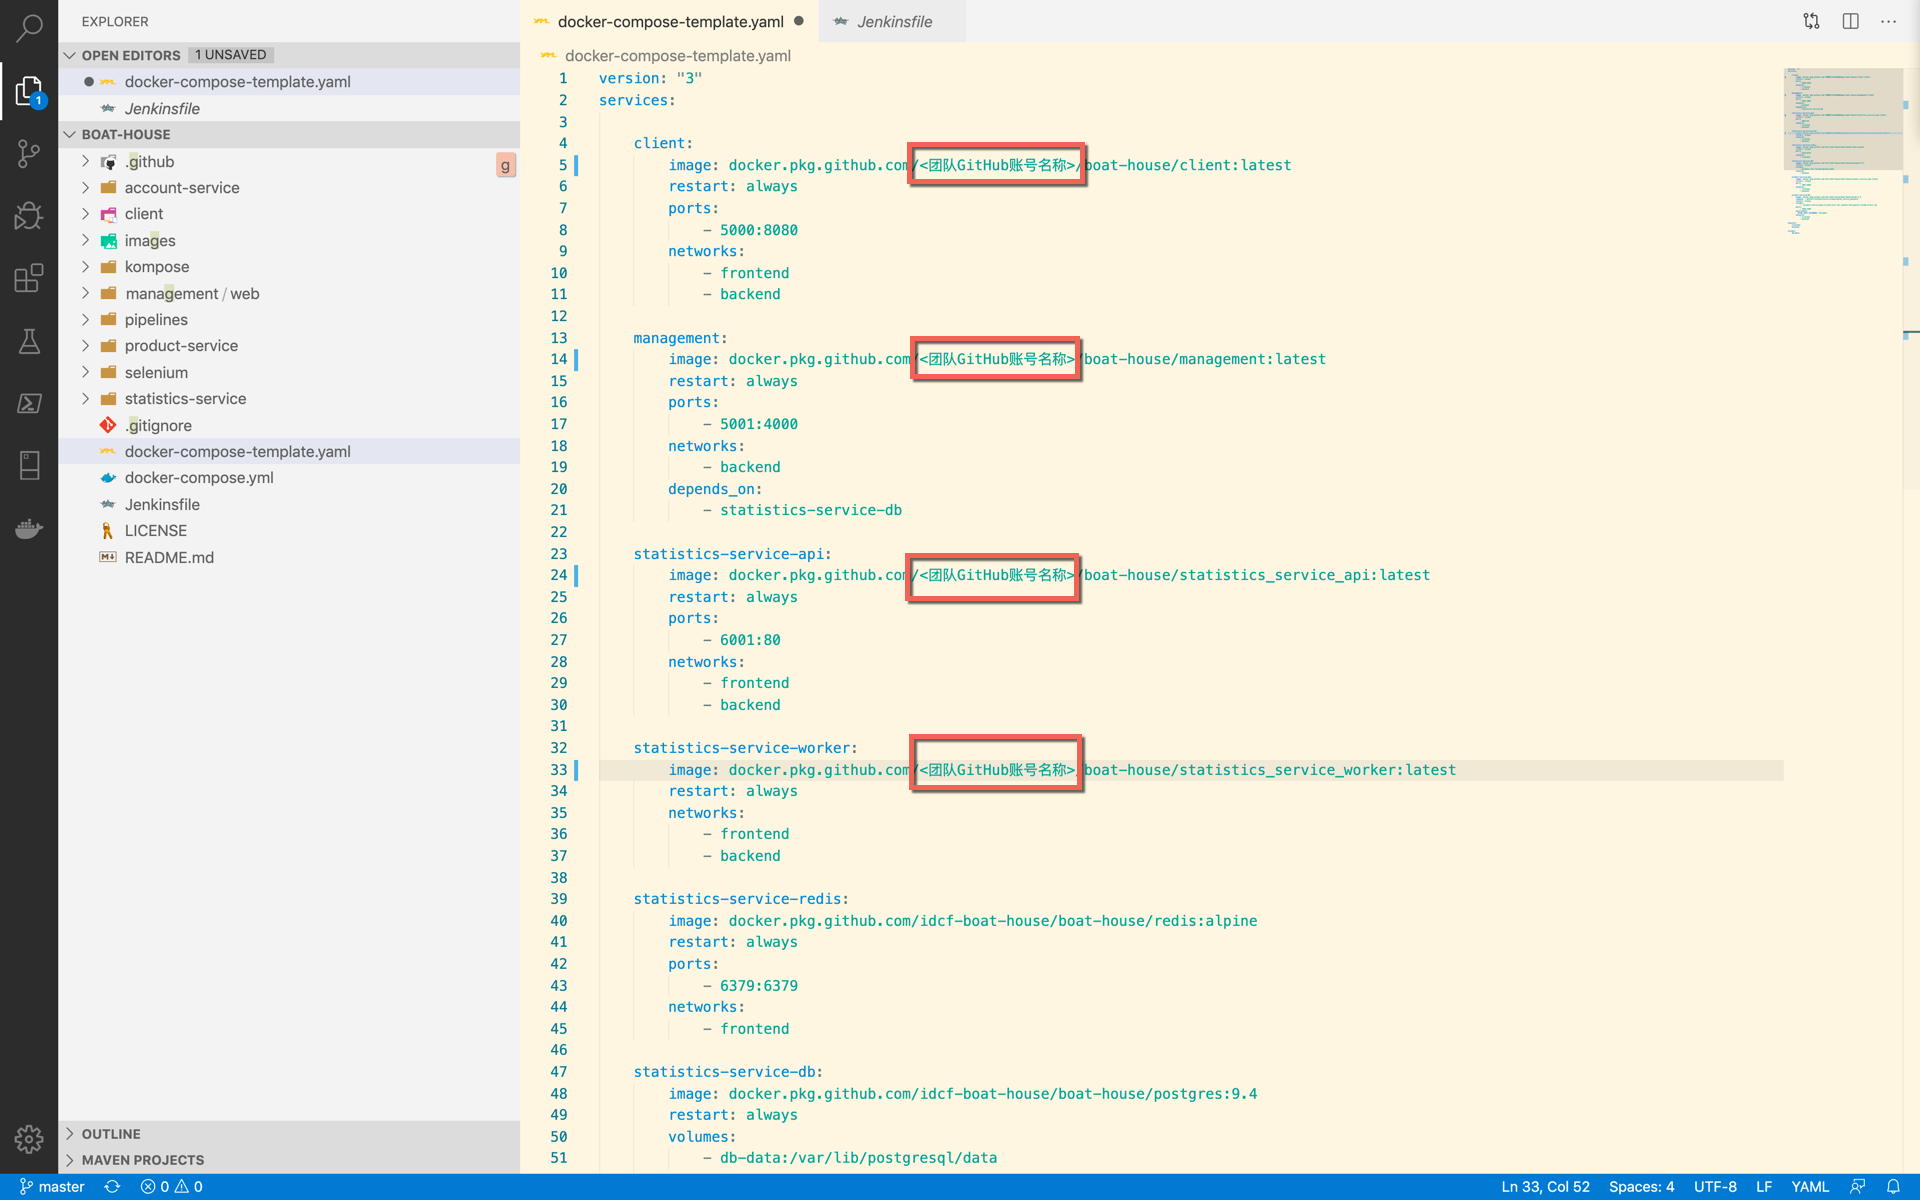 EXPLORER
OPEN EDITORS 1 UNSAVED
docker-compose-template.yaml
Jenkinsfile
BOAT-HOUSE
.github
g
account-service
client
images
kompose
management / web
pipelines
product-service
selenium
statistics-service
.gitignore
docker-compose-template.yaml
docker-compose.yml
Jenkinsfile
LICENSE
README.md
OUTLINE
MAVEN PROJECTS
1
docker-compose-template.yaml
Jenkinsfile
docker-compose-template.yaml
1 version: "3"
2 services:
3
4 client:
5 image: docker.pkg.github.com/<团队GitHub账号名称>/boat-house/client:latest
6 restart: always
7 ports:
8 - 5000:8080
9 networks:
10 - frontend
11 - backend
12
13 management:
14 image: docker.pkg.github.com/<团队GitHub账号名称>/boat-house/management:latest
15 restart: always
16 ports:
17 - 5001:4000
18 networks:
19 - backend
20 depends_on:
21 - statistics-service-db
22
23 statistics-service-api:
24 image: docker.pkg.github.com/<团队GitHub账号名称>/boat-house/statistics_service_api:latest
25 restart: always
26 ports:
27 - 6001:80
28 networks:
29 - frontend
30 - backend
31
32 statistics-service-worker:
33 image: docker.pkg.github.com/<团队GitHub账号名称>/boat-house/statistics_service_worker:latest
34 restart: always
35 networks:
36 - frontend
37 - backend
38
39 statistics-service-redis:
40 image: docker.pkg.github.com/idcf-boat-house/boat-house/redis:alpine
41 restart: always
42 ports:
43 - 6379:6379
44 networks:
45 - frontend
46
47 statistics-service-db:
48 image: docker.pkg.github.com/idcf-boat-house/boat-house/postgres:9.4
49 restart: always
50 volumes:
51 - db-data:/var/lib/postgresql/data
master 0 0 Ln 33, Col 52 Spaces: 4 UTF-8 LF YAML